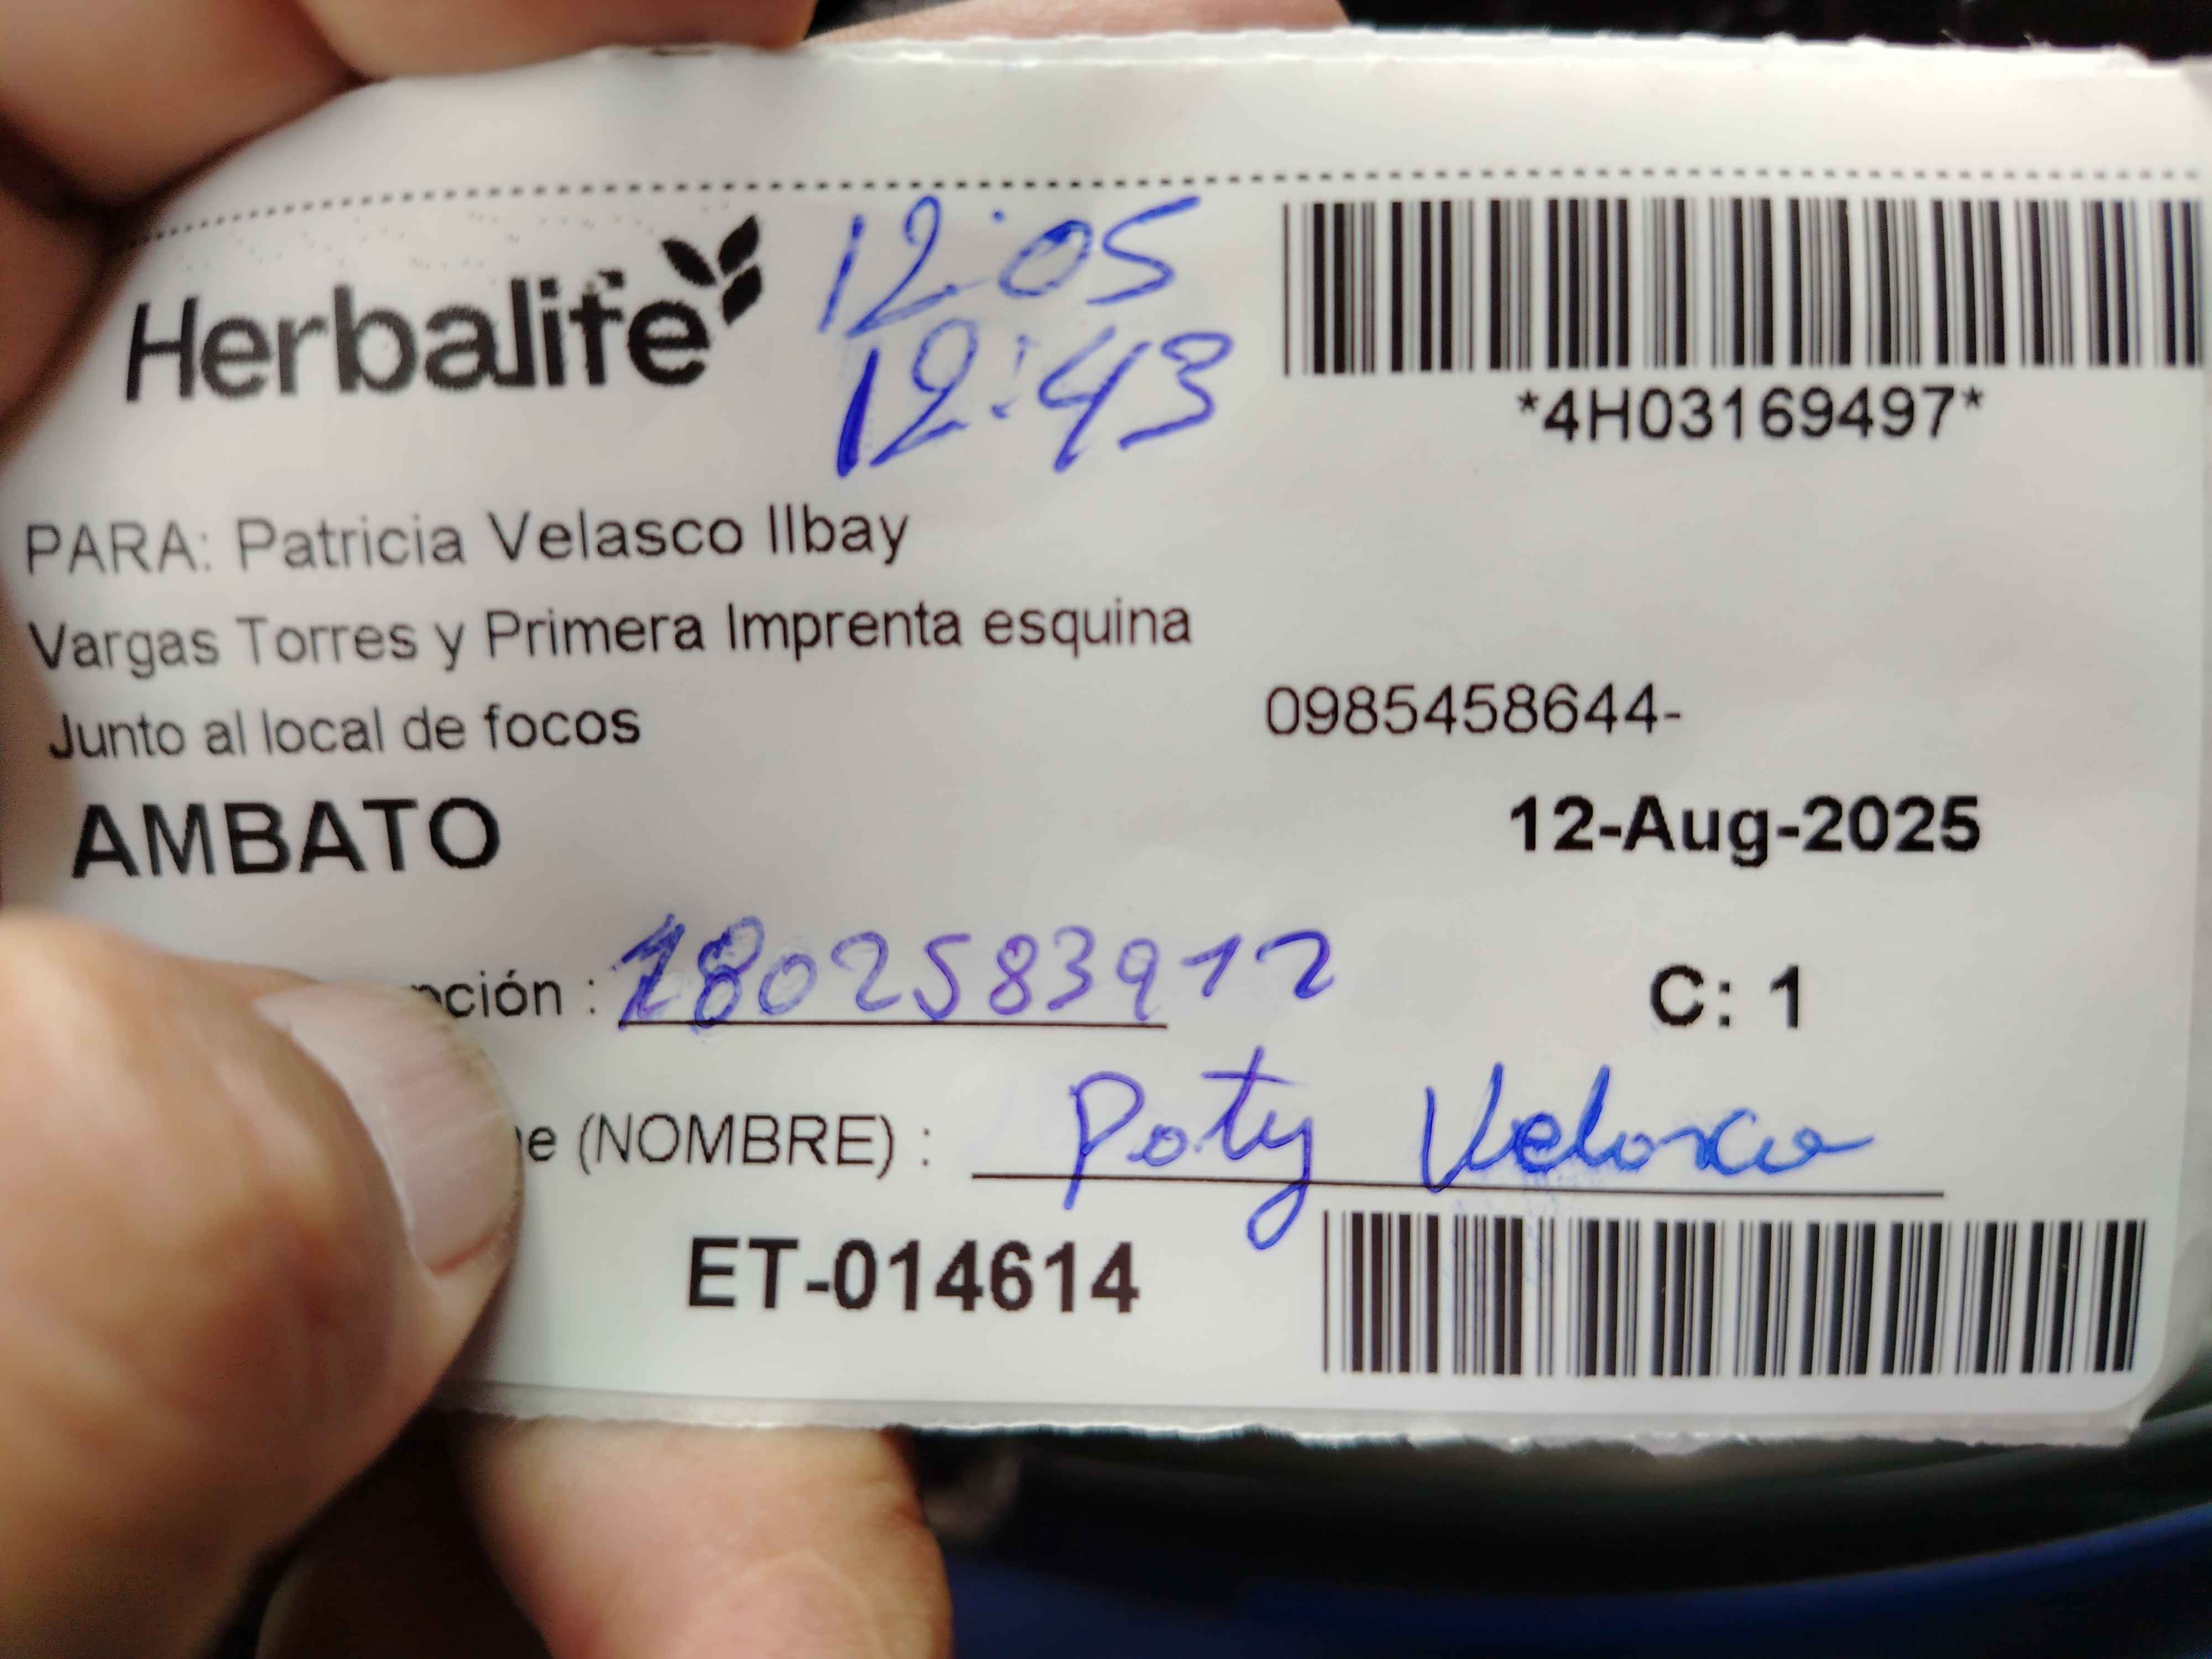 Herbalife
12:05
12:43
*4H03169497*
PARA: Patricia Velasco Ilbay
Vargas Torres y Primera Imprenta esquina
Junto al local de focos
0985458644-
AMBATO
12-Aug-2025
pción : 1802583912
C: 1
e (NOMBRE) : Paty Velasco
ET-014614